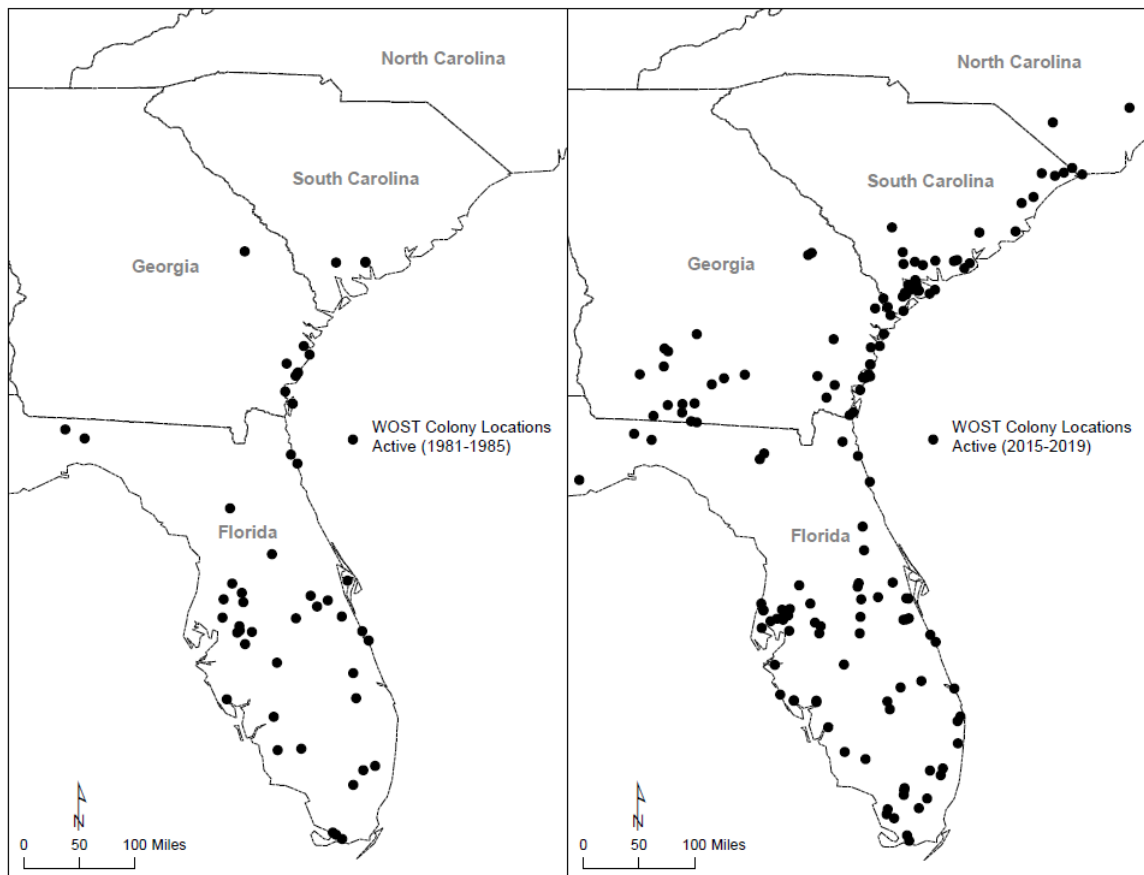 North Carolina
South Carolina
Georgia
WOST Colony Locations
Active (1981-1985)
Florida
N
0 50 100 Miles
North Carolina
South Carolina
Georgia
WOST Colony Locations
Active (2015-2019)
Florida
N
0 50 100 Miles